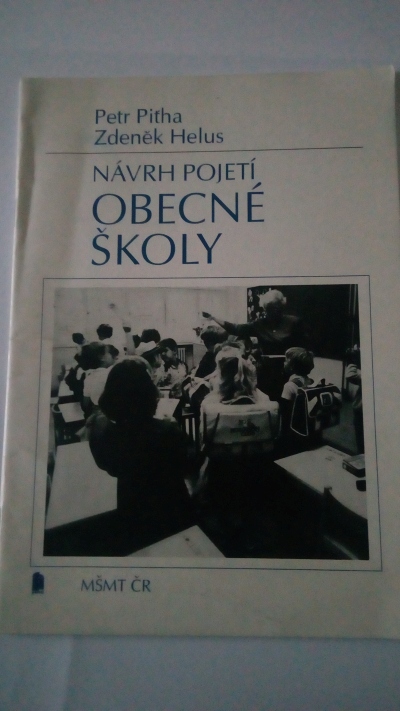 Petr Piťha
Zdeněk Helus
NÁVRH POJETÍ
OBECNÉ
ŠKOLY
MŠMT ČR